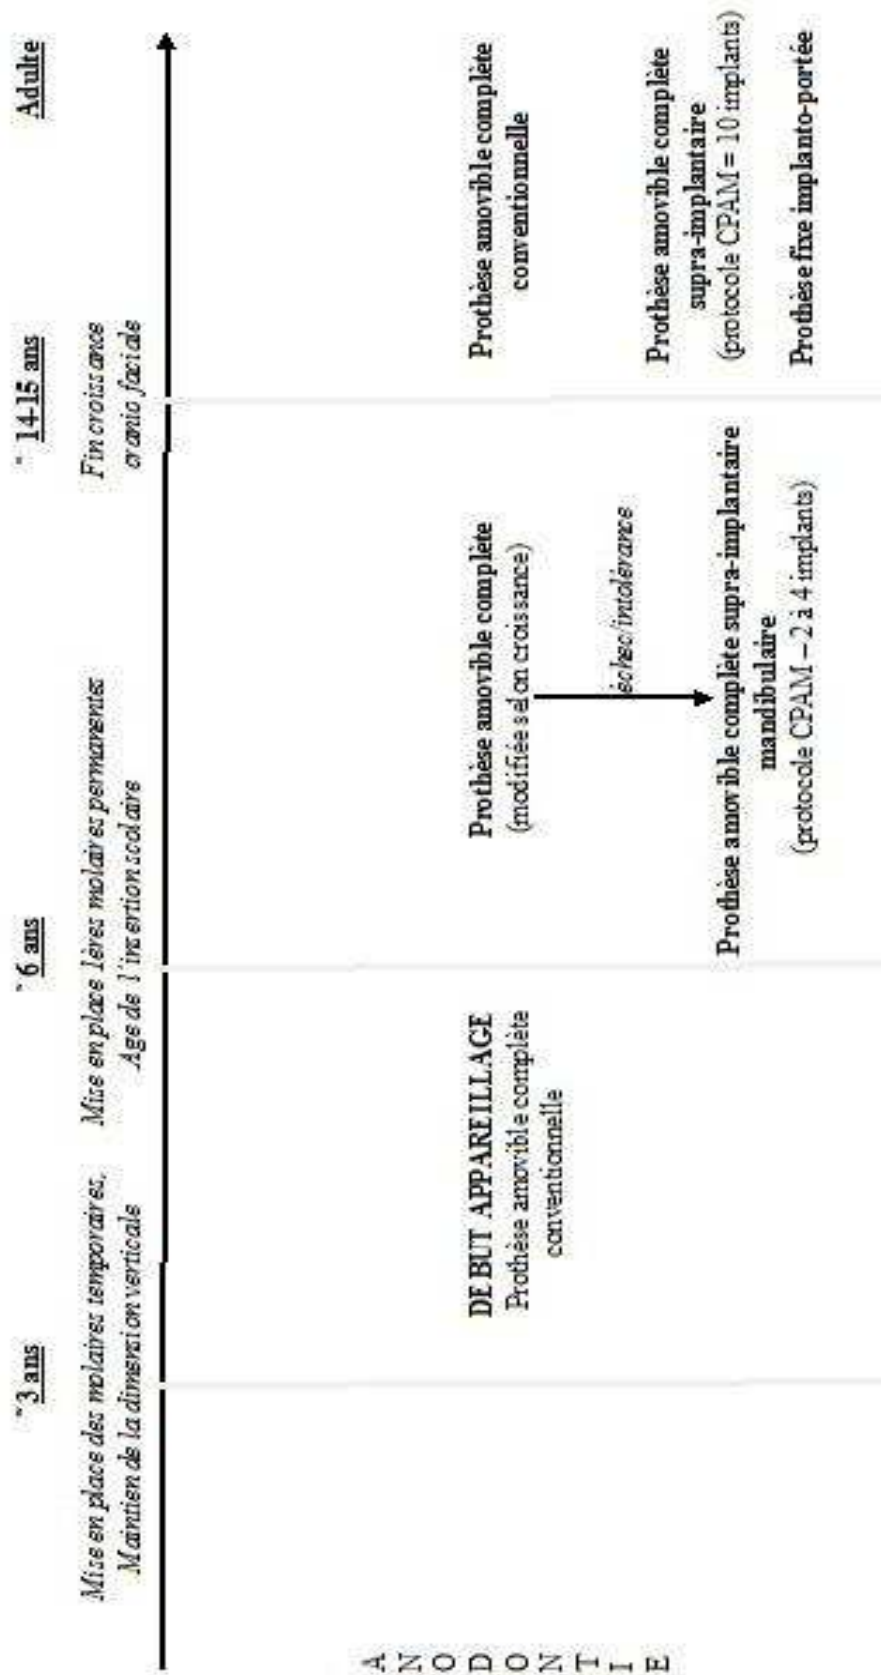 ~3 ans
~6 ans
~ 14-15 ans
Adulte
Mise en place des molaires temporaires,
Maintien de la dimension verticale
Mise en place 1ères molaires permanentes
Age de l'insertion scolaire
Fin croissance
cranio faciale
ANODONTIE
DEBUT APPAREILLAGE
Prothèse amovible complète
conventionnelle
Prothèse amovible complète
(modifiée selon croissance)
échec/intolérance
Prothèse amovible complète supra-implantaire
mandibulaire
(protocole CPAM – 2 à 4 implants)
Prothèse amovible complète
conventionnelle
Prothèse amovible complète
supra-implantaire
(protocole CPAM = 10 implants)
Prothèse fixe implanto-portée